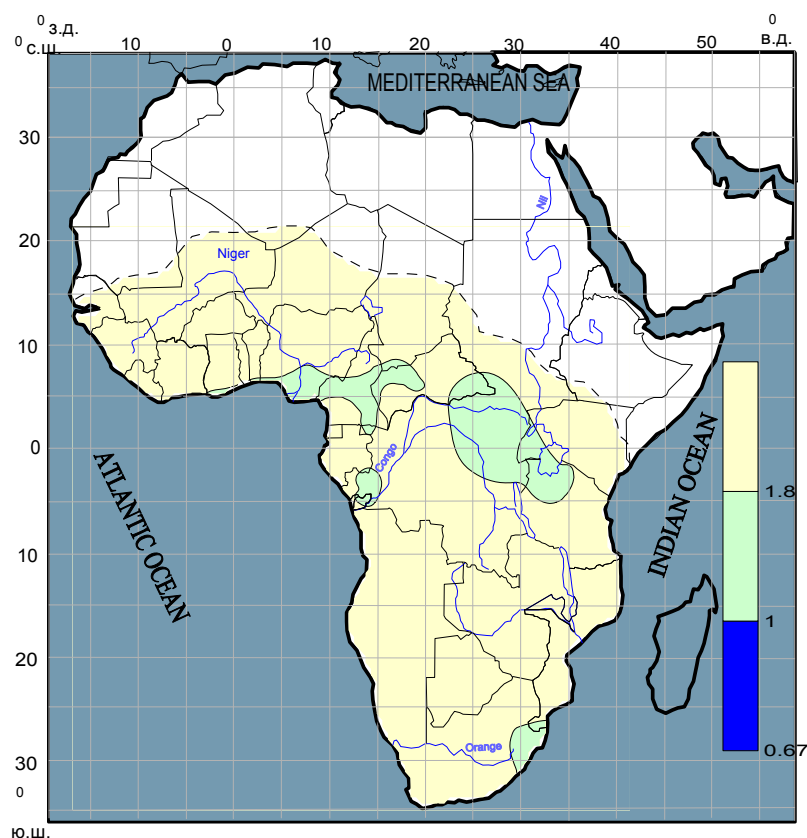 0 з.д.
0
0 с.ш.
10
0
10
20
30
40
50
в.д.
MEDITERRANEAN SEA
30
Nil
20
Niger
10
0
Congo
ATLANTIC OCEAN
INDIAN OCEAN
1.8
10
1
20
Orange
0.67
30
0
ю.ш.